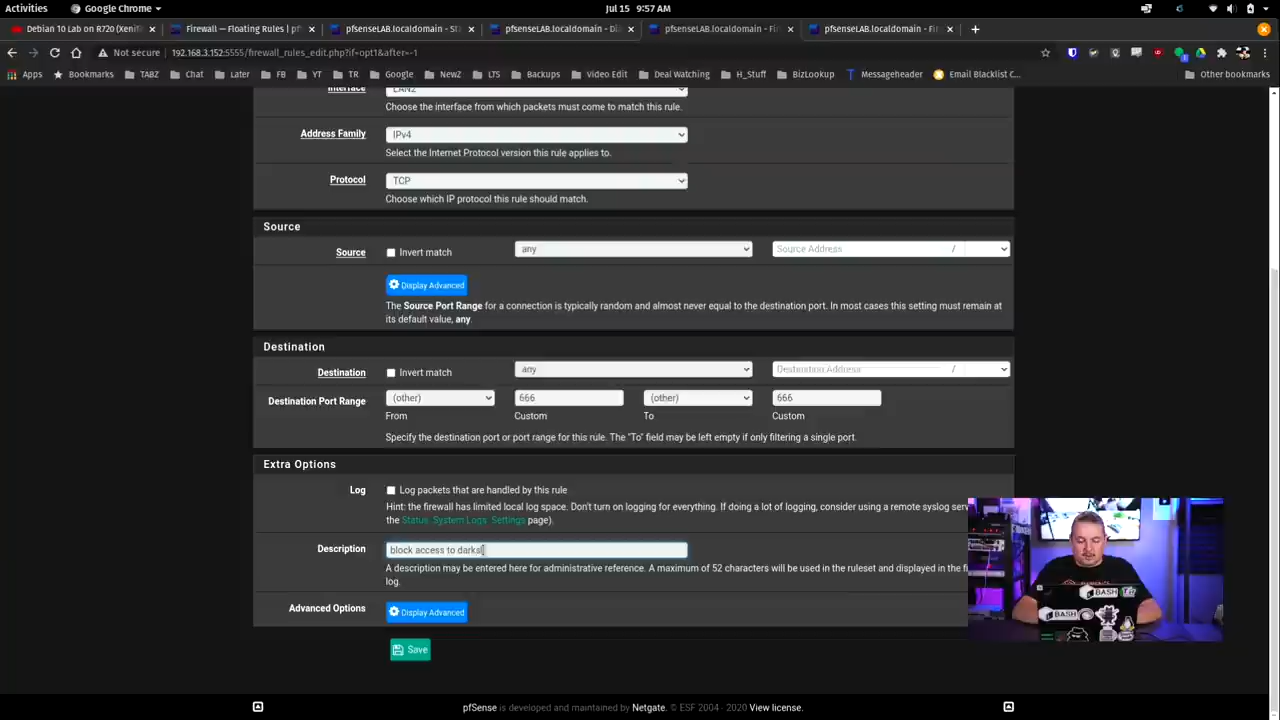 Activities
Google Chrome
Jul 15 9:57 AM
Debian 10 Lab on R720 (XeniT
Firewall — Floating Rules | pf
pfsenseLAB.localdomain - St
pfsenseLAB.localdomain - Di
pfsenseLAB.localdomain - Fir
pfsenseLAB.localdomain - Fi
Not secure | 192.168.3.152:5555/firewall_rules_edit.php?if=opt1&after=-1
Apps
Bookmarks
TABZ
Chat
Later
FB
YT
TR
Google
NewZ
LTS
Backups
Video Edit
Deal Watching
H_Stuff
BizLookup
Messageheader
Email Blacklist C...
Other bookmarks
Interface
LAN2
Choose the interface from which packets must come to match this rule.
Address Family
IPv4
Select the Internet Protocol version this rule applies to.
Protocol
TCP
Choose which IP protocol this rule should match.
Source
Source
Invert match
any
Source Address
/
Display Advanced
The Source Port Range for a connection is typically random and almost never equal to the destination port. In most cases this setting must remain at
its default value, any.
Destination
Destination
Invert match
any
Destination Address
/
Destination Port Range
(other)
666
(other)
666
From
Custom
To
Custom
Specify the destination port or port range for this rule. The "To" field may be left empty if only filtering a single port.
Extra Options
Log
Log packets that are handled by this rule
Hint: the firewall has limited local log space. Don't turn on logging for everything. If doing a lot of logging, consider using a remote syslog serv
the Status: System Logs: Settings page).
Description
block access to darks
A description may be entered here for administrative reference. A maximum of 52 characters will be used in the ruleset and displayed in the fi
log.
Advanced Options
Display Advanced
Save
BASH
BASH
pfSense is developed and maintained by Netgate. © ESF 2004 - 2020 View license.